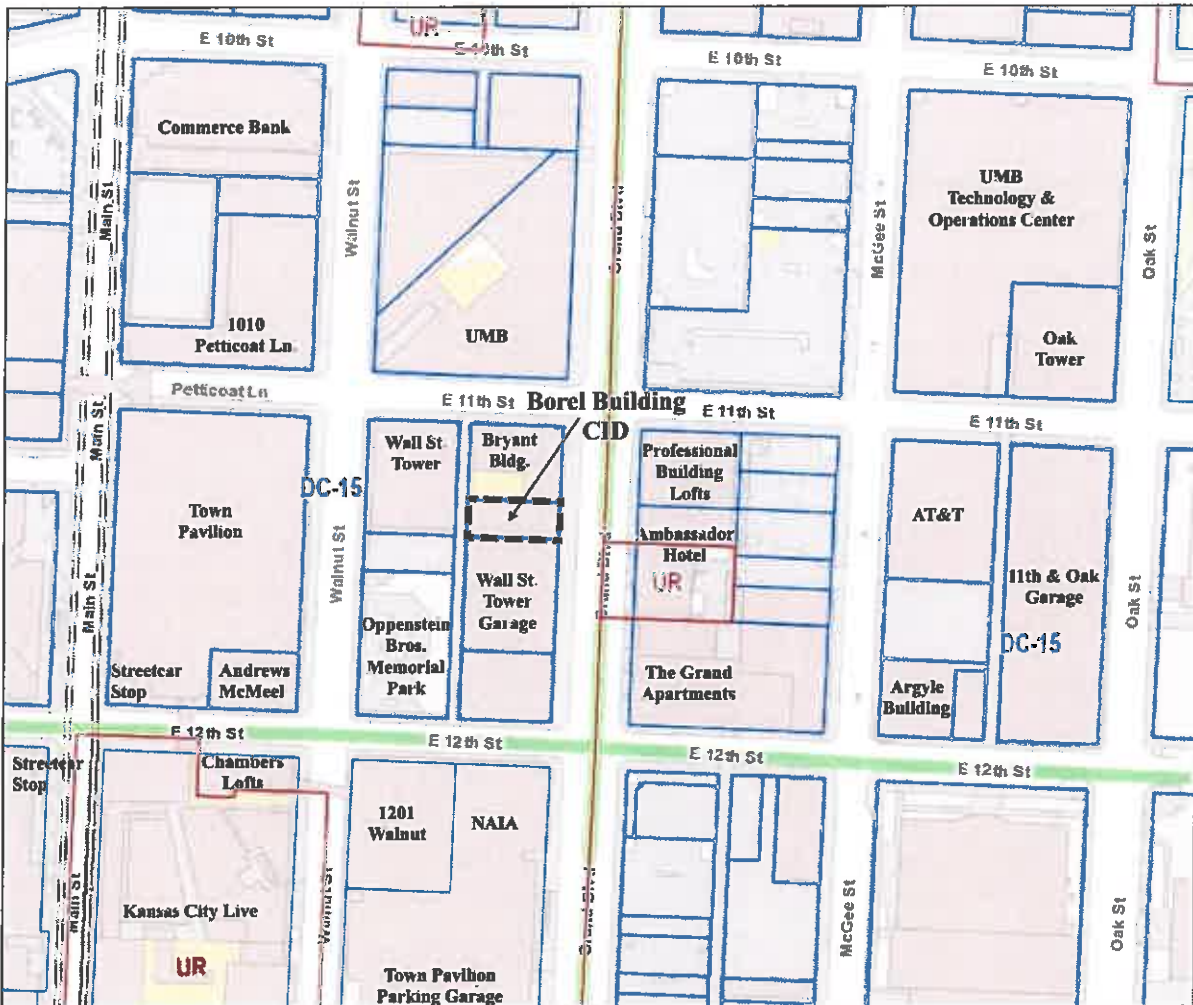 UR
E 10th St
E 10th St
E 10th St
E 10th St
Commerce Bank
Main St
Walnut St
Grand Blvd
McGee St
UMB
Technology &
Operations Center
Oak St
1010
Petticoat Ln
UMB
Oak
Tower
Petticoat Ln
E 11th St
Borel Building
CID
E 11th St
E 11th St
Main St
Wall St
Tower
Bryant
Bldg.
Professional
Building
Lofts
DC-15
Town
Pavilion
AT&T
Ambassador
Hotel
Walnut St
Main St
Wall St.
Tower
Garage
Grand Blvd
UR
11th & Oak
Garage
Oak St
DC-15
Oppenstein
Bros.
Memorial
Park
Streetcar
Stop
Andrews
McMeel
The Grand
Apartments
Argyle
Building
E 12th St
E 12th St
E 12th St
E 12th St
Streetcar
Stop
Chambers
Lofts
1201
Walnut
NAIA
Main St
Walnut St
Grand Blvd
McGee St
Oak St
Kansas City Live
UR
Town Pavilion
Parking Garage